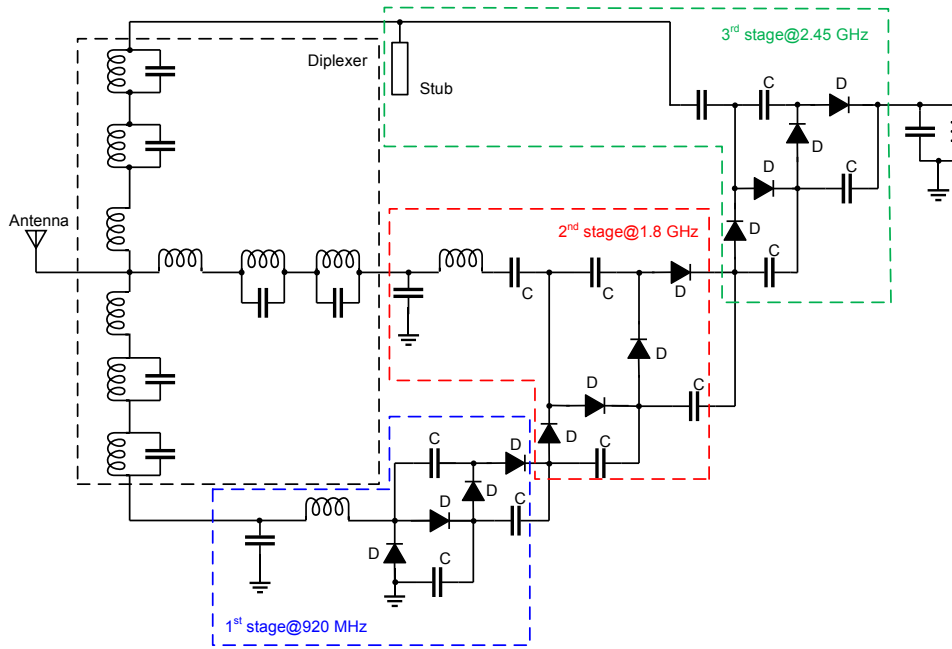 3rd stage@2.45 GHz
Diplexer
Stub
C
D
D
D
C
Antenna
D
C
2nd stage@1.8 GHz
C
C
D
D
D
C
D
C
C
D
D
D
C
D
C
1st stage@920 MHz